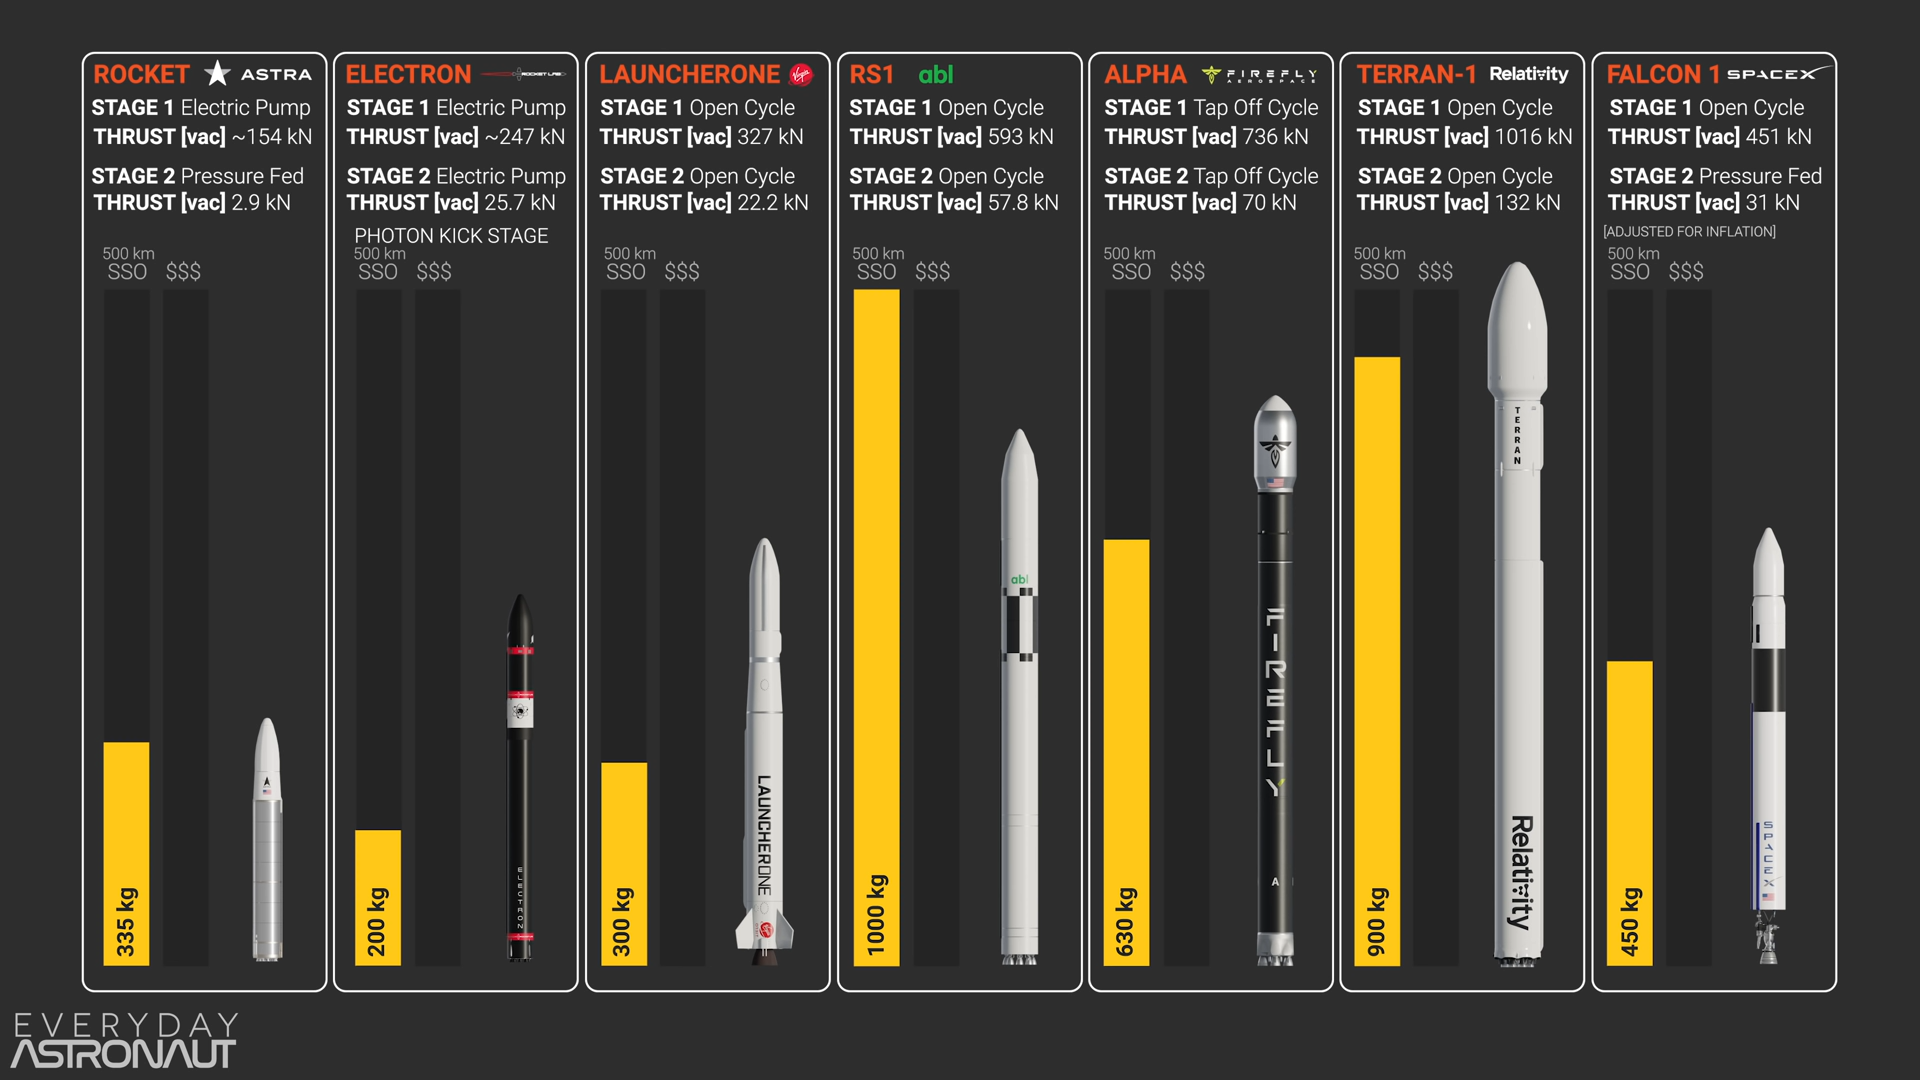 ROCKET ASTRA
STAGE 1 Electric Pump
THRUST [vac] ~154 kN
STAGE 2 Pressure Fed
THRUST [vac] 2.9 kN
500 km
SSO $$$
335 kg
ELECTRON ROCKET LAB
STAGE 1 Electric Pump
THRUST [vac] ~247 kN
STAGE 2 Electric Pump
THRUST [vac] 25.7 kN
PHOTON KICK STAGE
500 km
SSO $$$
200 kg
ELECTRON
LAUNCHERONE Virgin
STAGE 1 Open Cycle
THRUST [vac] 327 kN
STAGE 2 Open Cycle
THRUST [vac] 22.2 kN
500 km
SSO $$$
300 kg
LAUNCHERONE
RS1 abl
STAGE 1 Open Cycle
THRUST [vac] 593 kN
STAGE 2 Open Cycle
THRUST [vac] 57.8 kN
500 km
SSO $$$
1000 kg
abl
ALPHA FIREFLY
AEROSPACE
STAGE 1 Tap Off Cycle
THRUST [vac] 736 kN
STAGE 2 Tap Off Cycle
THRUST [vac] 70 kN
500 km
SSO $$$
630 kg
FIREFLY
A
TERRAN-1 Relativity
STAGE 1 Open Cycle
THRUST [vac] 1016 kN
STAGE 2 Open Cycle
THRUST [vac] 132 kN
500 km
SSO $$$
900 kg
TERRAN
Relativity
FALCON 1 SPACEX
STAGE 1 Open Cycle
THRUST [vac] 451 kN
STAGE 2 Pressure Fed
THRUST [vac] 31 kN
[ADJUSTED FOR INFLATION]
500 km
SSO $$$
450 kg
SPACEX
EVERYDAY
ASTRONAUT